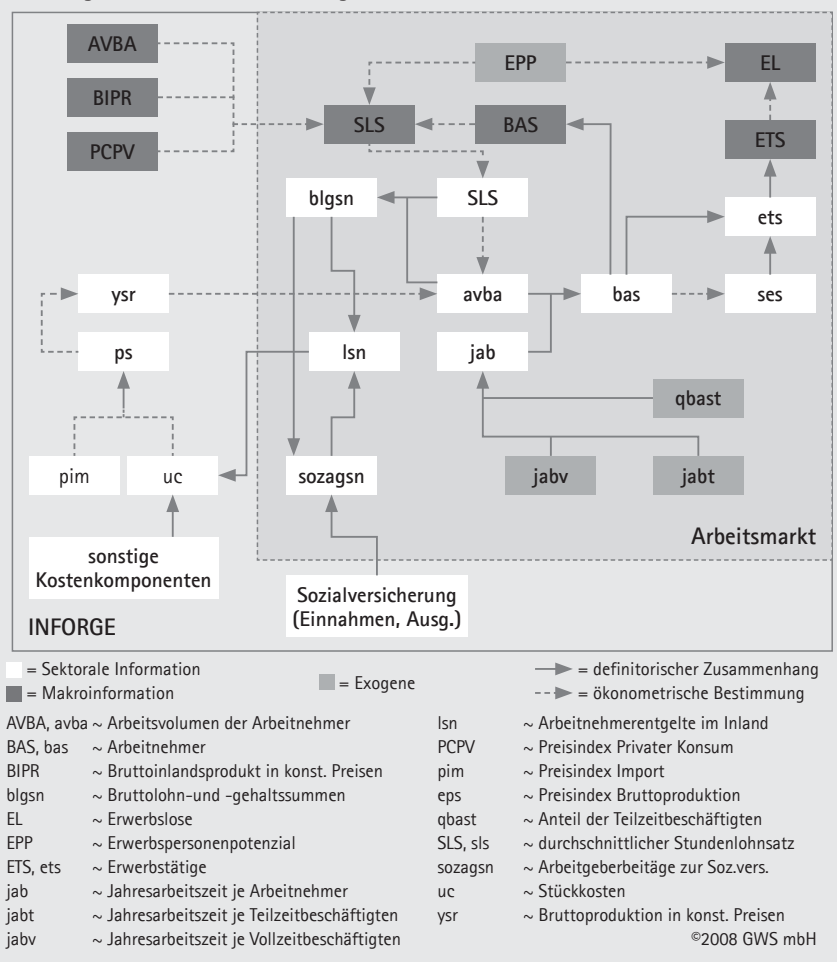 AVBA
EPP
EL
BIPR
SLS
BAS
PCPV
ETS
blgsn
SLS
ets
ysr
avba
bas
ses
ps
lsn
jab
qbast
pim
uc
sozagsn
jabv
jabt
Arbeitsmarkt
sonstige
Kostenkomponenten
Sozialversicherung
(Einnahmen, Ausg.)
INFORGE
= Sektorale Information
= Makroinformation
= Exogene
= definitorischer Zusammenhang
= ökonometrische Bestimmung
AVBA, avba ~ Arbeitsvolumen der Arbeitnehmer
BAS, bas ~ Arbeitnehmer
BIPR ~ Bruttoinlandsprodukt in konst. Preisen
blgsn ~ Bruttolohn-und -gehaltssummen
EL ~ Erwerbslose
EPP ~ Erwerbspersonenpotenzial
ETS, ets ~ Erwerbstätige
jab ~ Jahresarbeitszeit je Arbeitnehmer
jabt ~ Jahresarbeitszeit je Teilzeitbeschäftigten
jabv ~ Jahresarbeitszeit je Vollzeitbeschäftigten
lsn ~ Arbeitnehmerentgelte im Inland
PCPV ~ Preisindex Privater Konsum
pim ~ Preisindex Import
eps ~ Preisindex Bruttoproduktion
qbast ~ Anteil der Teilzeitbeschäftigten
SLS, sls ~ durchschnittlicher Stundenlohnsatz
sozagsn ~ Arbeitgeberbeitäge zur Soz.vers.
uc ~ Stückkosten
ysr ~ Bruttoproduktion in konst. Preisen
©2008 GWS mbH